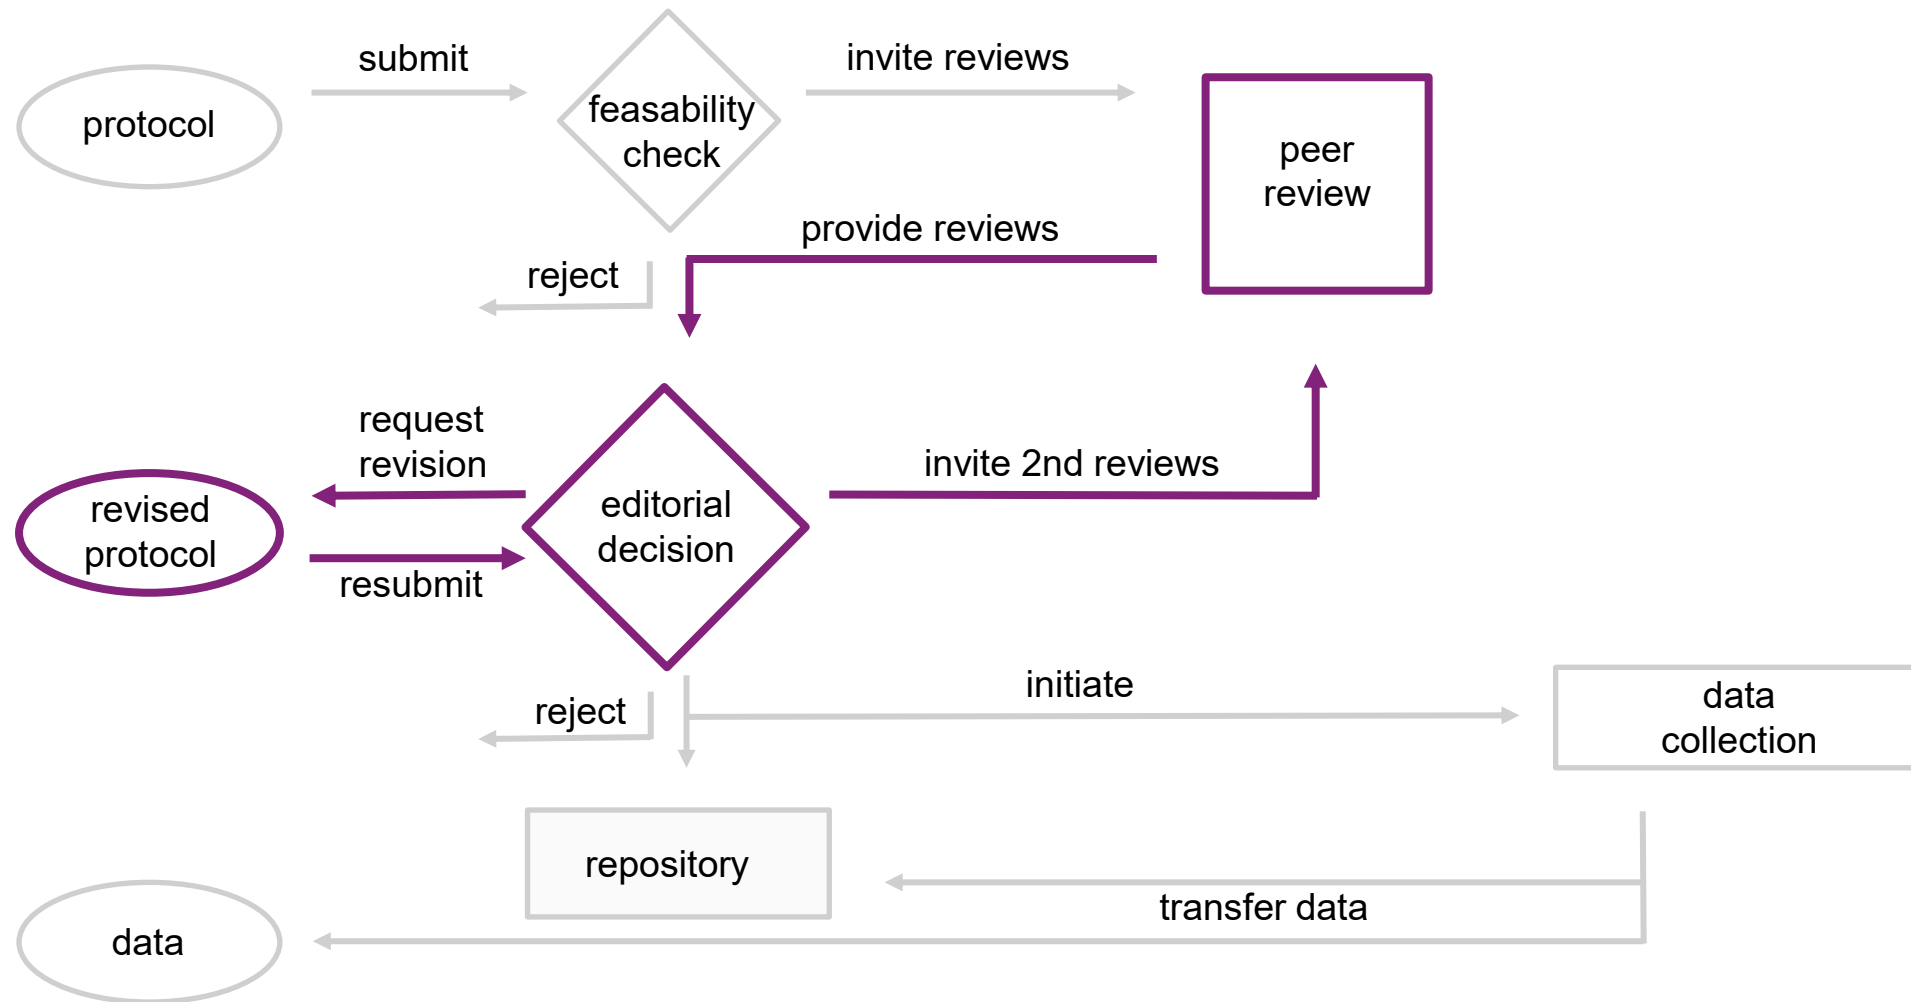 submit
invite reviews
protocol
feasability
check
peer
review
provide reviews
reject
request
revision
invite 2nd reviews
revised
protocol
editorial
decision
resubmit
initiate
reject
data
collection
repository
transfer data
data